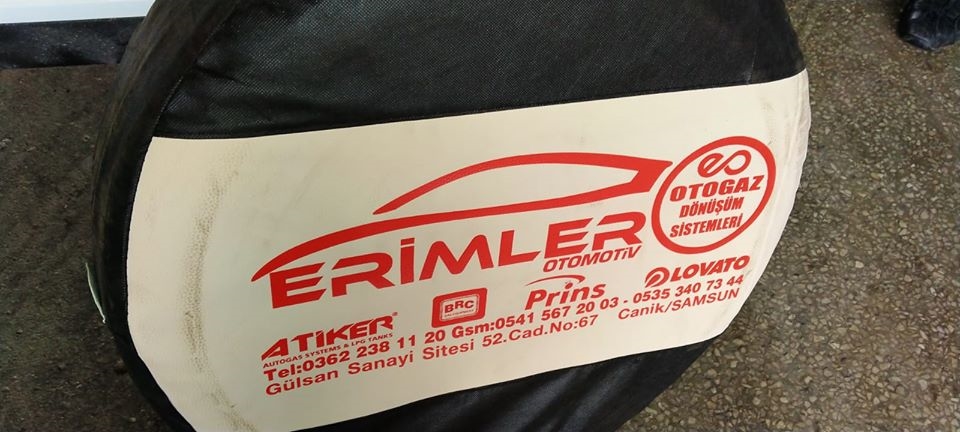 eo
OTOGAZ
DÖNÜŞÜM
SİSTEMLERİ
ERİMLER
OTOMOTİV
ATİKER®
AUTOGAS SYSTEMS & LPG TANKS
BRC
Prins
LOVATO
Tel:0362 238 11 20 Gsm:0541 567 20 03 - 0535 340 73 44
Gülsan Sanayi Sitesi 52.Cad.No:67 Canik/SAMSUN